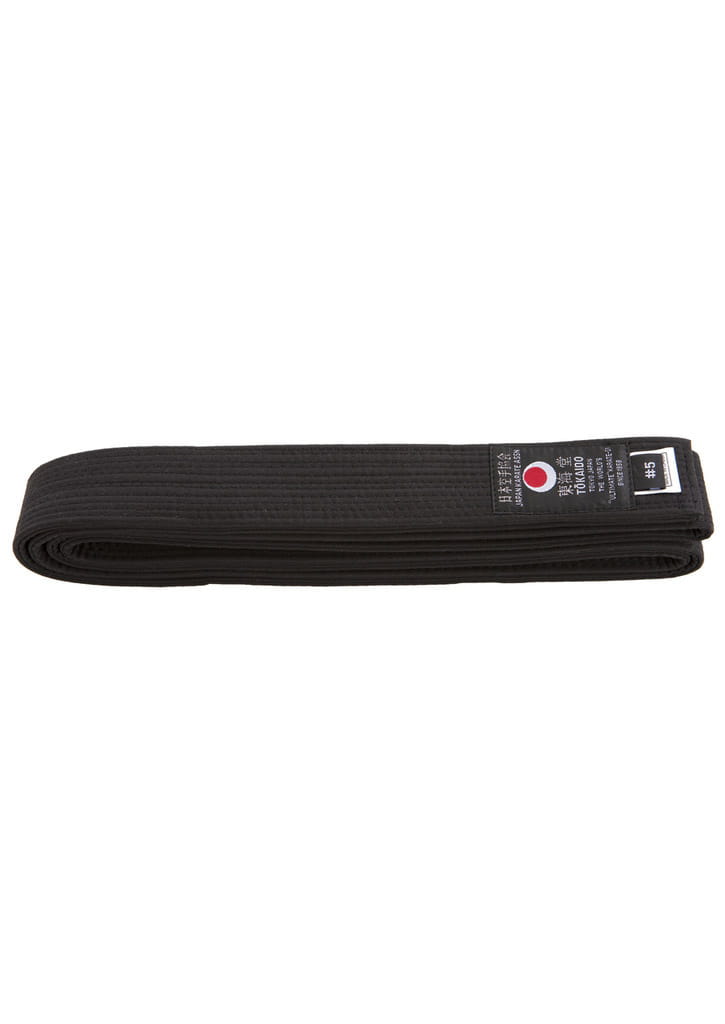 日本空手協会
JAPAN KARATE ASSN
東海堂
TŌKAIDO
TOKYO JAPAN
THE WORLD'S
"ULTIMATE" KARATE-GI
SINCE 1956
#5